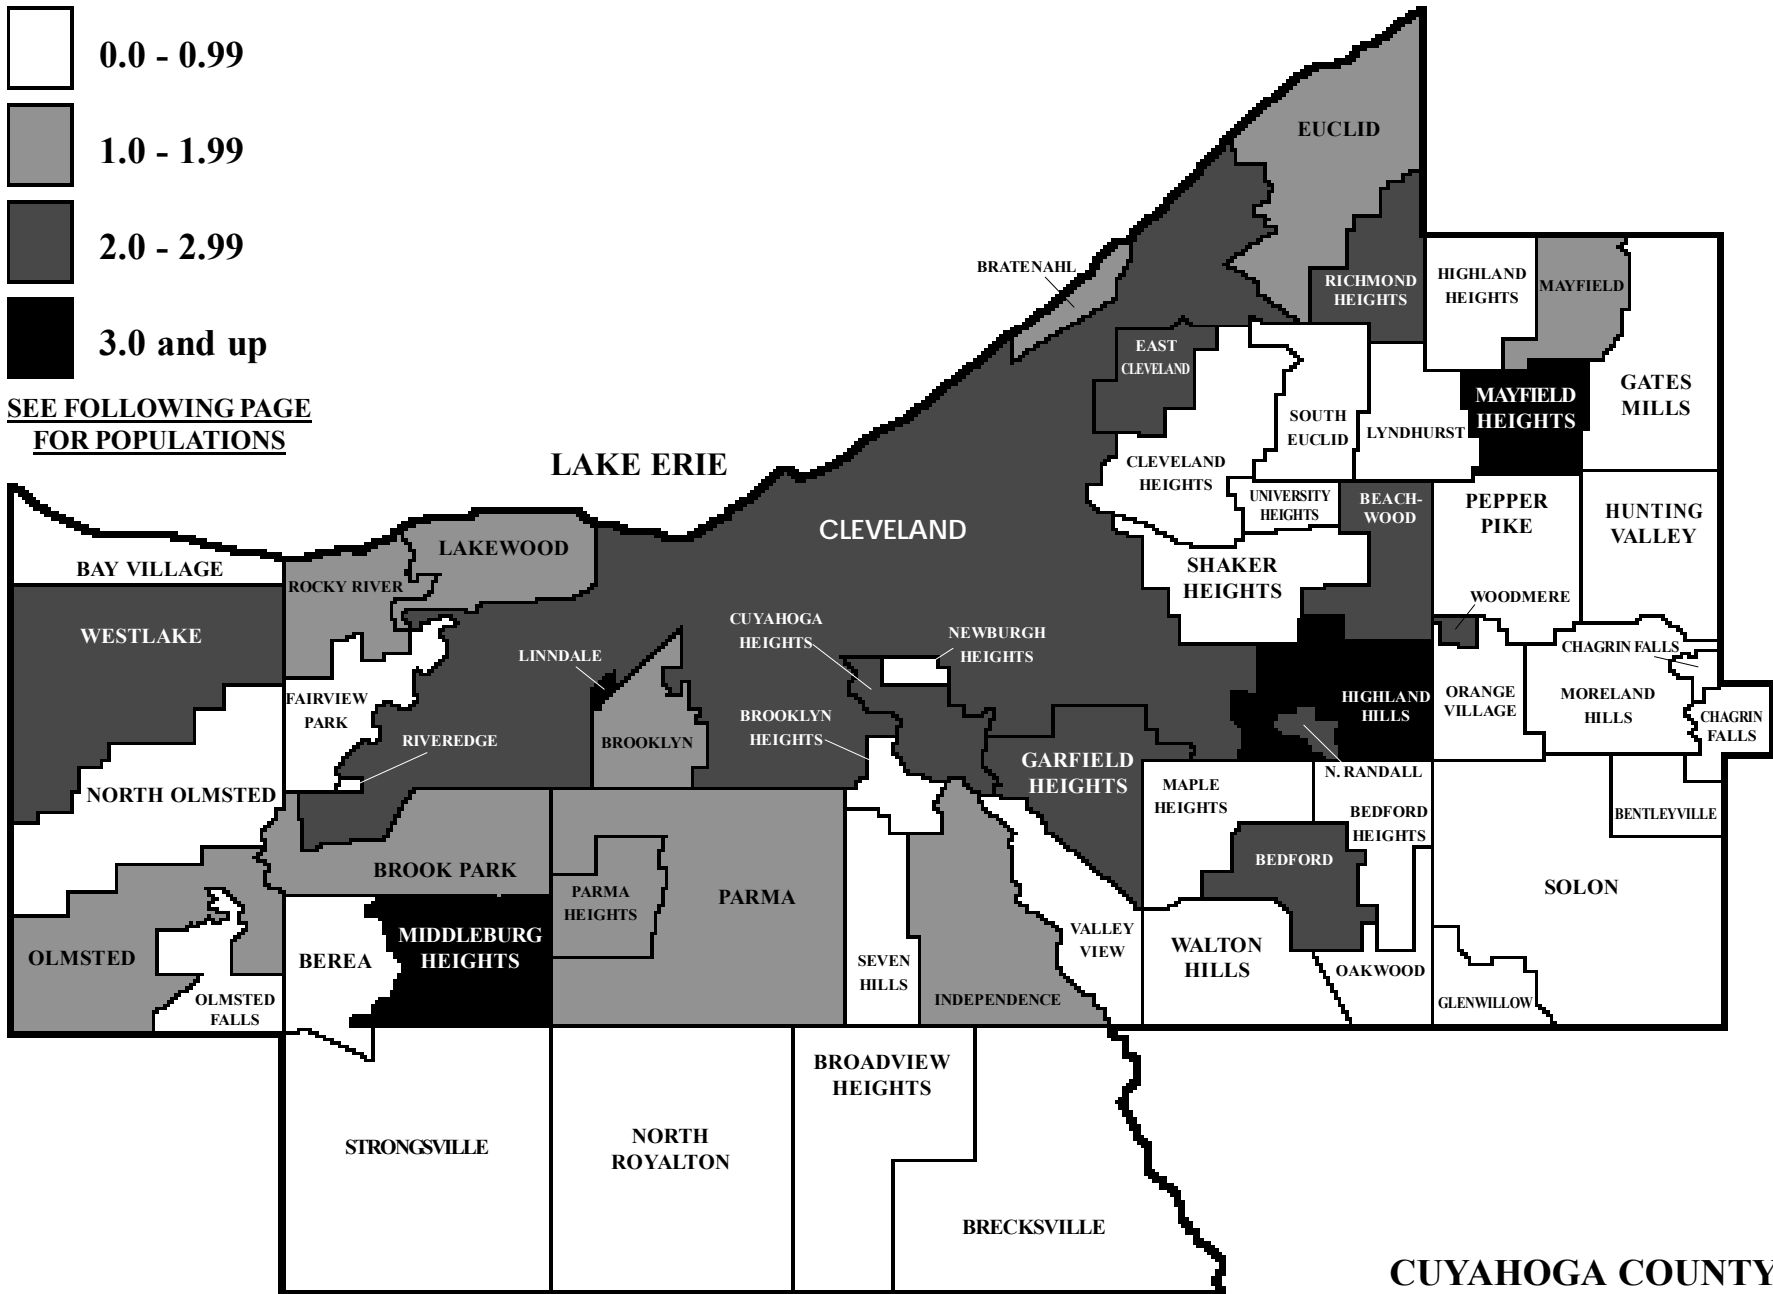 0.0 - 0.99
1.0 - 1.99
2.0 - 2.99
3.0 and up
SEE FOLLOWING PAGE
FOR POPULATIONS
LAKE ERIE
EUCLID
BRATENAHL
RICHMOND
HEIGHTS
HIGHLAND
HEIGHTS
MAYFIELD
EAST
CLEVELAND
GATES
MILLS
MAYFIELD
HEIGHTS
SOUTH
EUCLID
LYNDHURST
CLEVELAND
HEIGHTS
UNIVERSITY
HEIGHTS
BEACH-
WOOD
PEPPER
PIKE
HUNTING
VALLEY
CLEVELAND
LAKEWOOD
BAY VILLAGE
ROCKY RIVER
SHAKER
HEIGHTS
WOODMERE
WESTLAKE
CUYAHOGA
HEIGHTS
NEWBURGH
HEIGHTS
LINNDALE
CHAGRIN FALLS
FAIRVIEW
PARK
HIGHLAND
HILLS
ORANGE
VILLAGE
MORELAND
HILLS
CHAGRIN
FALLS
RIVEREDGE
BROOKLYN
BROOKLYN
HEIGHTS
GARFIELD
HEIGHTS
N. RANDALL
NORTH OLMSTED
MAPLE
HEIGHTS
BEDFORD
HEIGHTS
BENTLEYVILLE
BROOK PARK
BEDFORD
PARMA
HEIGHTS
PARMA
SOLON
OLMSTED
BEREA
MIDDLEBURG
HEIGHTS
VALLEY
VIEW
WALTON
HILLS
OAKWOOD
SEVEN
HILLS
INDEPENDENCE
GLENWILLOW
OLMSTED
FALLS
BROADVIEW
HEIGHTS
STRONGSVILLE
NORTH
ROYALTON
BRECKSVILLE
CUYAHOGA COUNTY